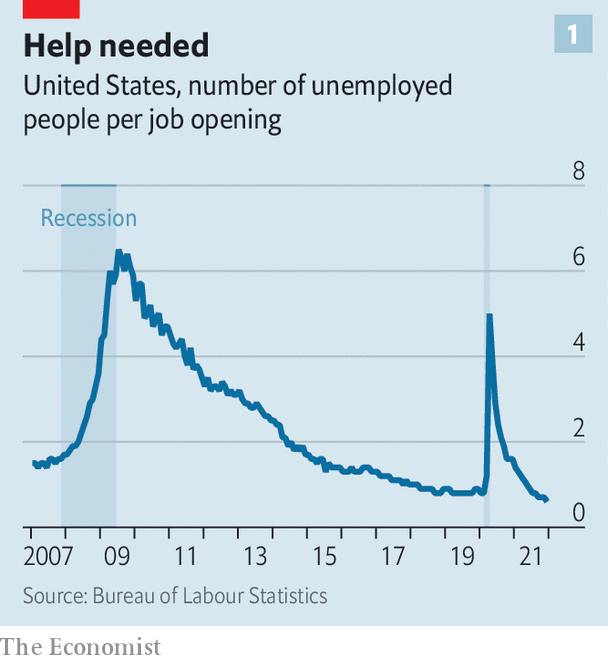 Help needed
1
United States, number of unemployed
people per job opening
8
Recession
6
4
2
0
2007 09 11 13 15 17 19 21
Source: Bureau of Labour Statistics
The Economist